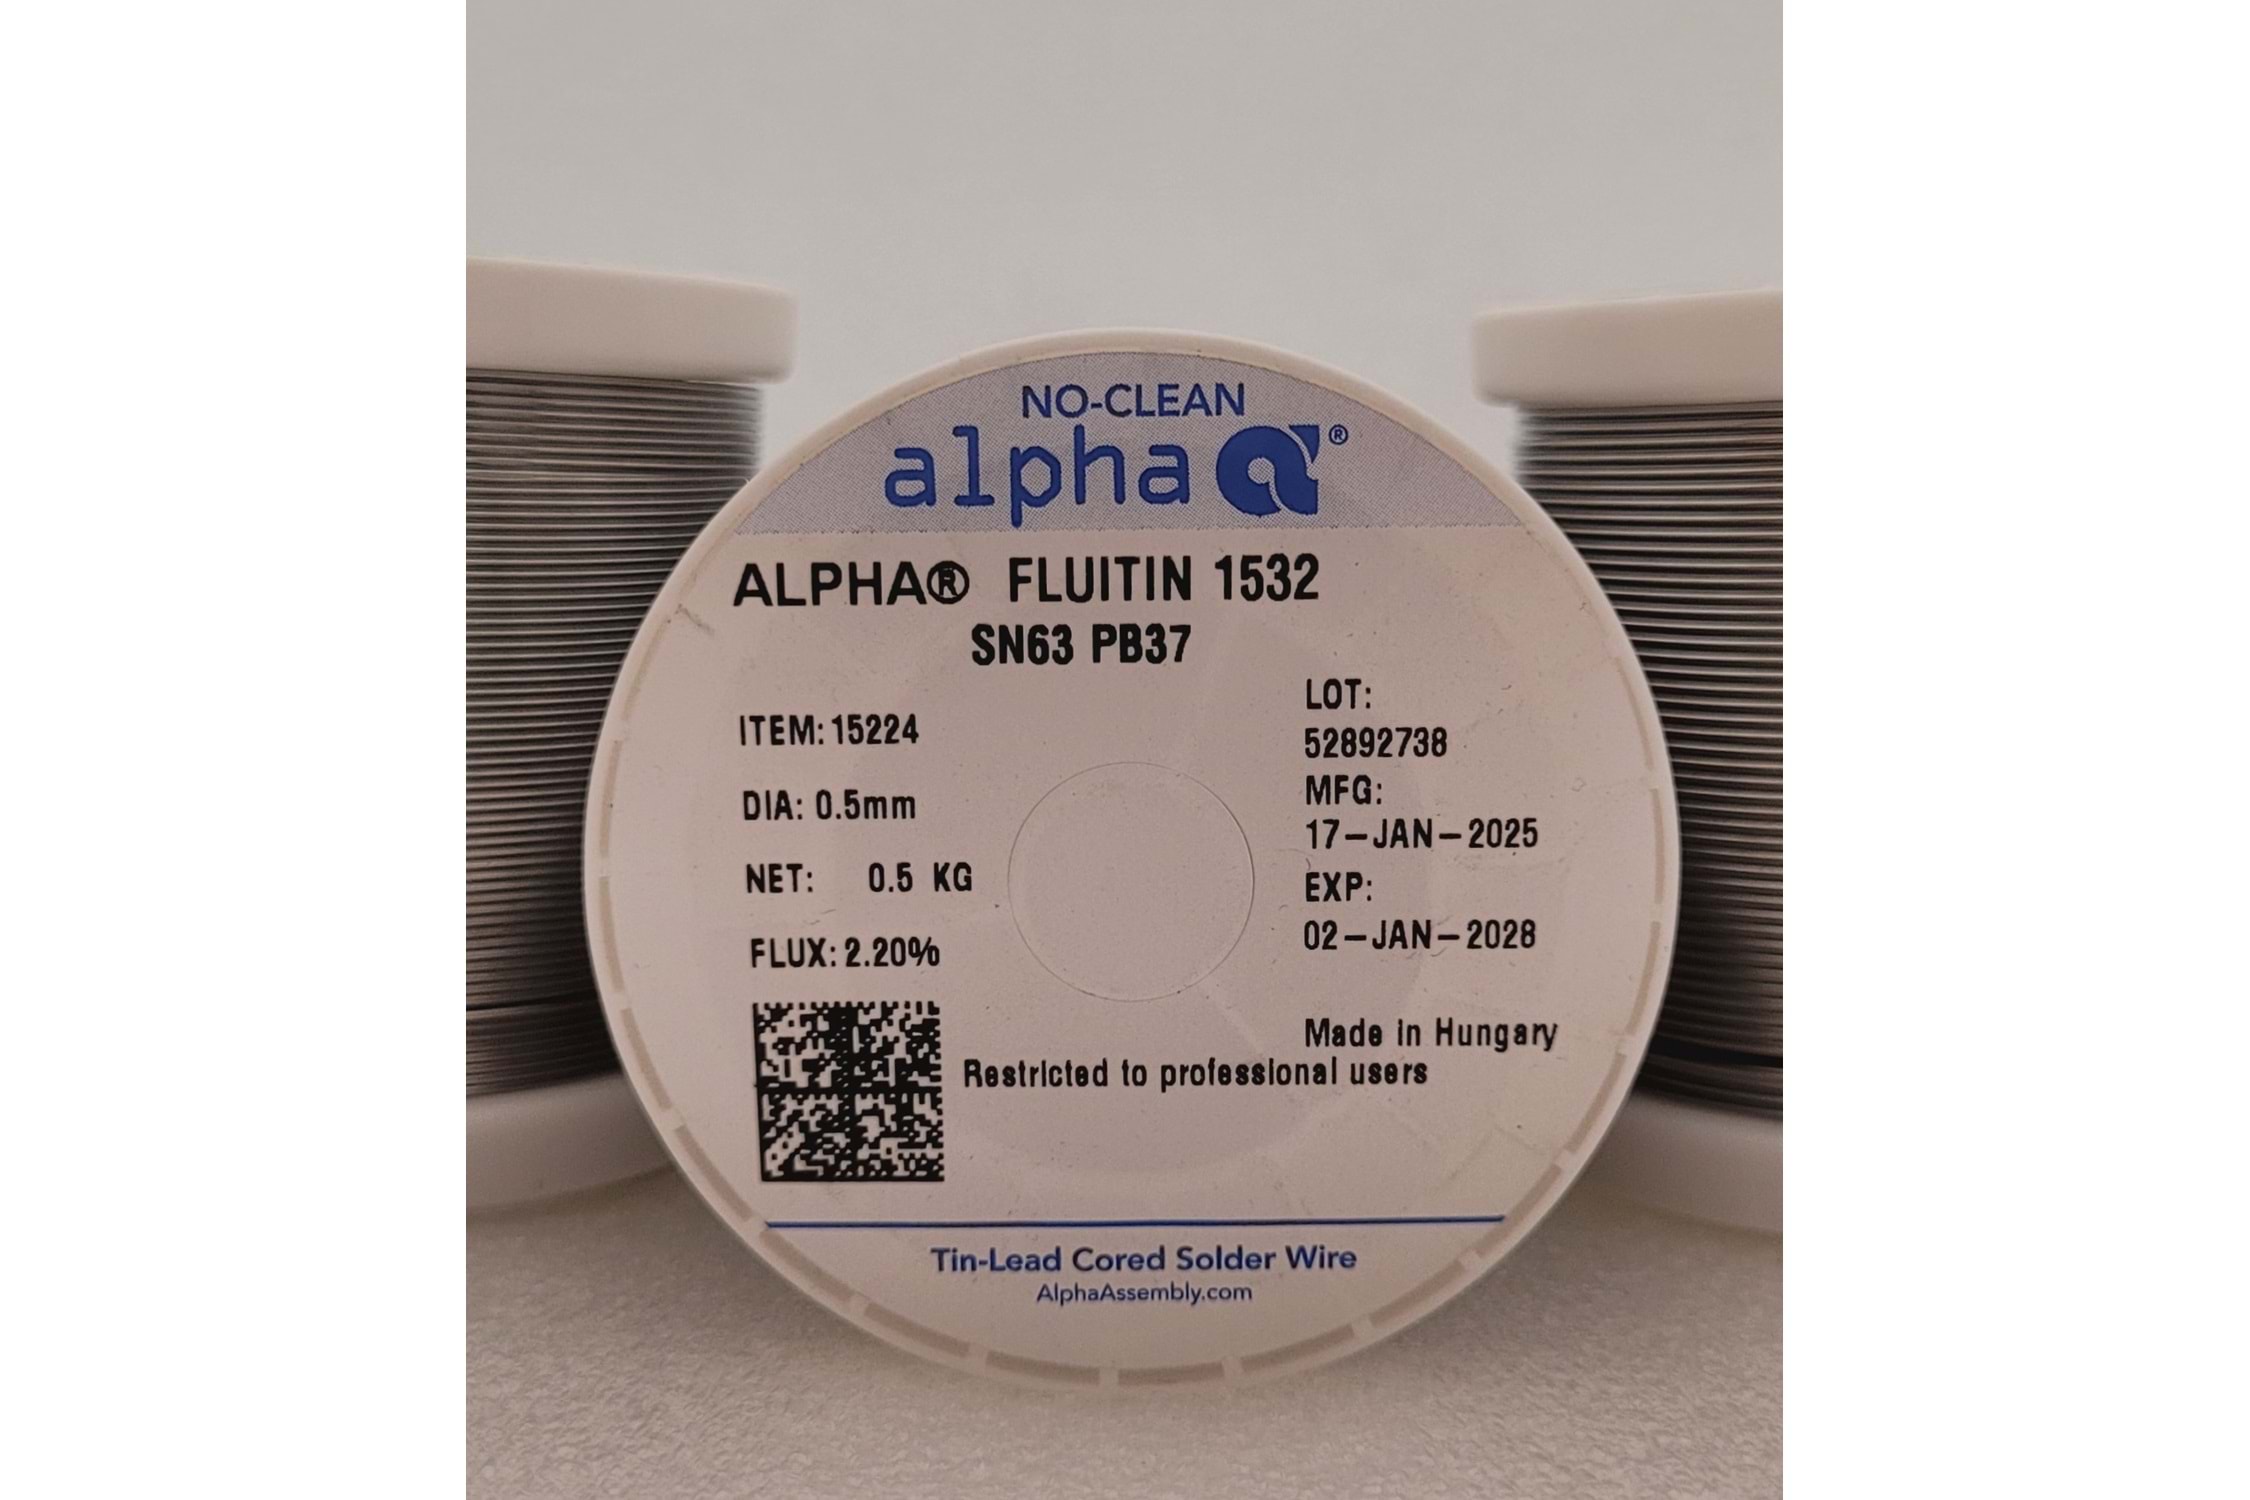 NO-CLEAN
alpha®
ALPHA® FLUITIN 1532
SN63 PB37
ITEM:15224
DIA: 0.5mm
NET: 0.5 KG
FLUX:2.20%
LOT:
52892738
MFG:
17-JAN-2025
EXP:
02-JAN-2028
Made in Hungary
Restricted to professional users
Tin-Lead Cored Solder Wire
AlphaAssembly.com